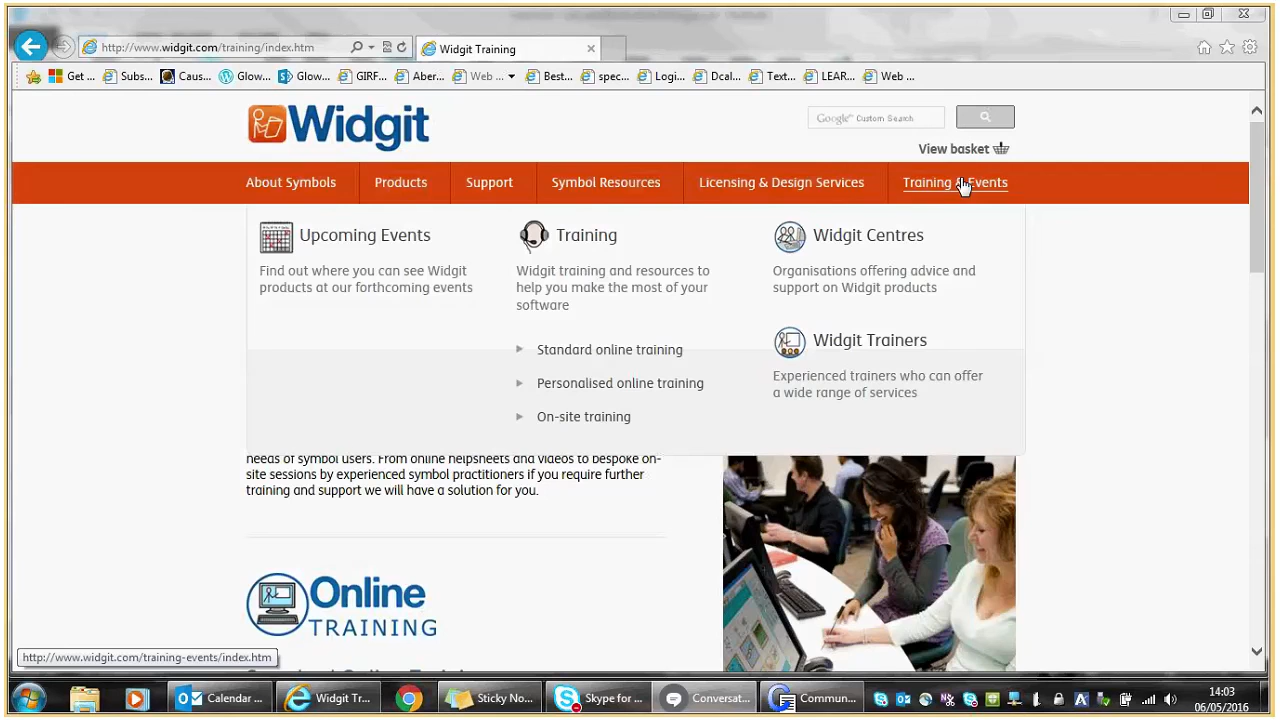 http://www.widgit.com/training/index.htm
Widgit Training
Get ...
Subs...
Caus...
Glow...
Glow...
GIRF...
Aber...
Web ...
Best...
spec...
Logi...
Dcal...
Text...
LEAR...
Web ...
Widgit
Google™ Custom Search
View basket
About Symbols
Products
Support
Symbol Resources
Licensing & Design Services
Training & Events
Upcoming Events
Find out where you can see Widgit
products at our forthcoming events
Training
Widgit training and resources to
help you make the most of your
software
Standard online training
Personalised online training
On-site training
Widgit Centres
Organisations offering advice and
support on Widgit products
Widgit Trainers
Experienced trainers who can offer
a wide range of services
needs of symbol users. From online helpsheets and videos to bespoke on-
site sessions by experienced symbol practitioners if you require further
training and support we will have a solution for you.
Online
TRAINING
http://www.widgit.com/training-events/index.htm
Calendar ...
Widgit Tr...
Sticky No...
Skype for ...
Conversat...
Commun...
14:03
06/05/2016